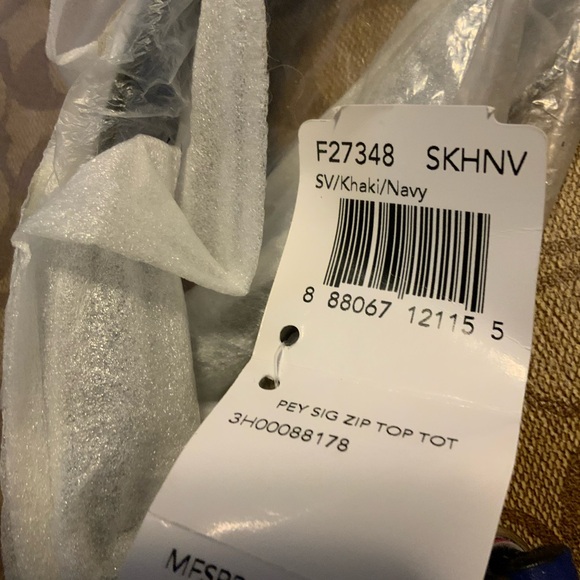 F27348 SKHNV
SV/Khaki/Navy
8 88067 12115 5
PEY SIG ZIP TOP TOT
3H00088178